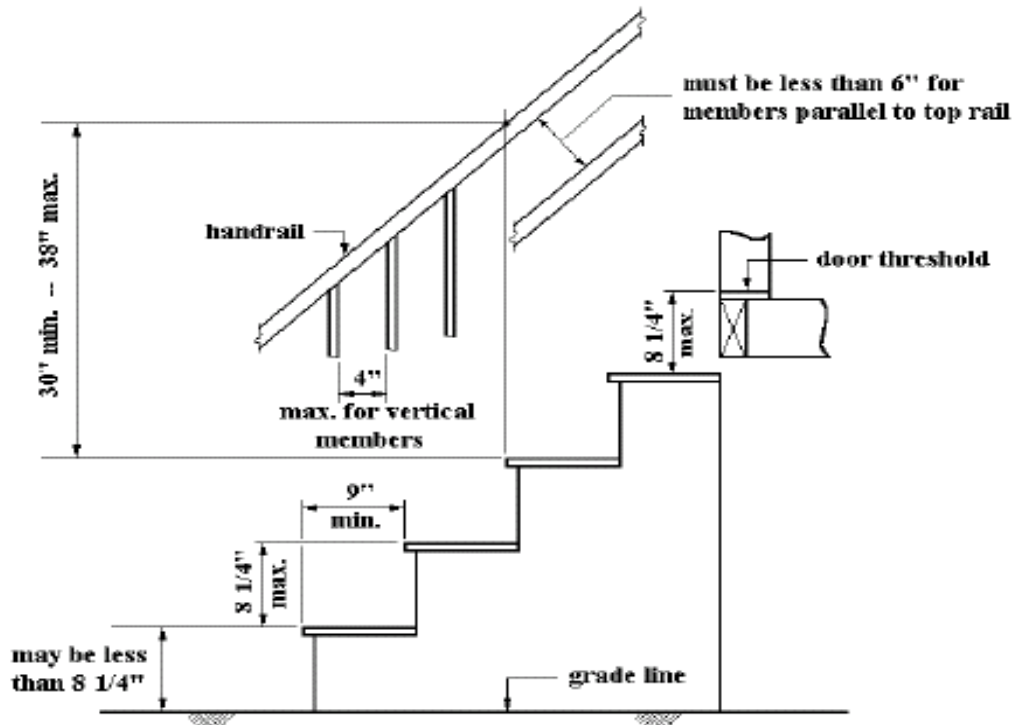 must be less than 6" for
members parallel to top rail
30" min. -- 38" max.
handrail
door threshold
8 1/4"
max.
4"
max. for vertical
members
9"
min.
8 1/4"
max.
may be less
than 8 1/4"
grade line